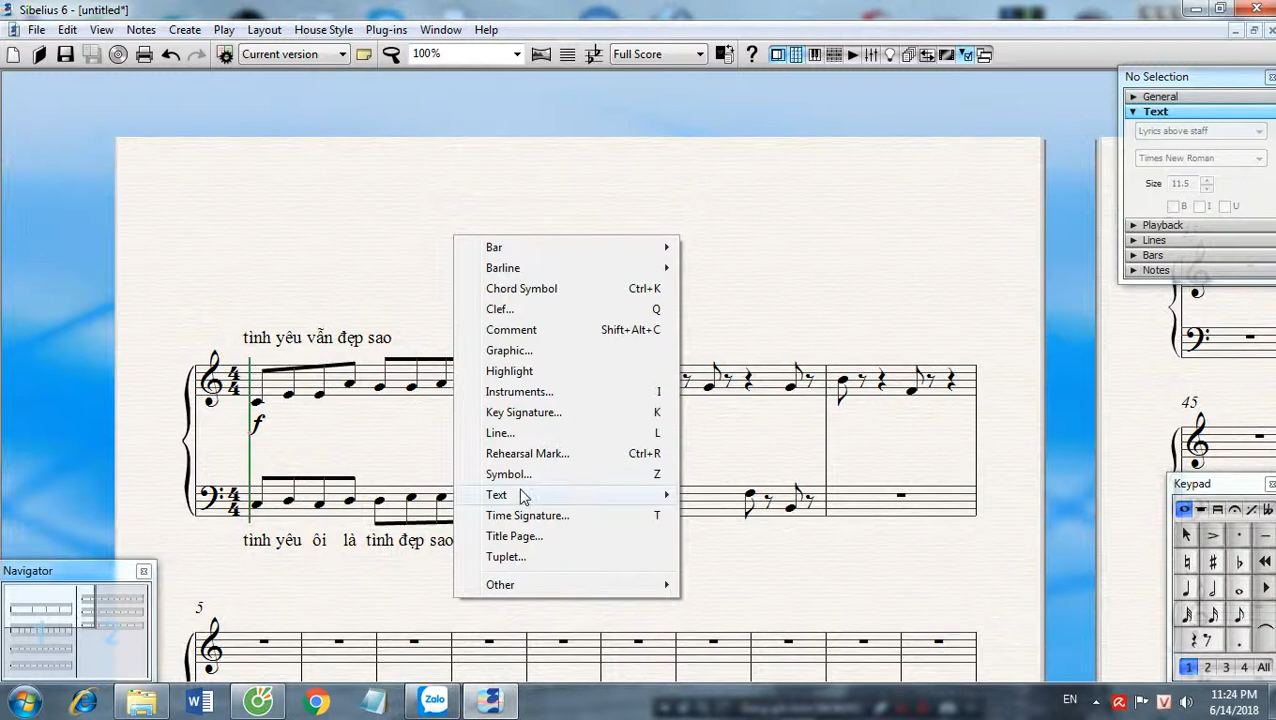 Sibelius 6 - [untitled*]
File Edit View Notes Create Play Layout House Style Plug-ins Window Help
Current version 100% Full Score
No Selection
General
Text
Lyrics above staff
Times New Roman
Size 11.5
B I U
Playback
Lines
Bars
Notes
Bar
Barline
Chord Symbol Ctrl+K
Clef... Q
Comment Shift+Alt+C
Graphic...
Highlight
Instruments... I
Key Signature... K
Line... L
Rehearsal Mark... Ctrl+R
Symbol... Z
Text
Time Signature... T
Title Page...
Tuplet...
Other
tình yêu vẫn đẹp sao
f
tình yêu ôi là tình đẹp sao
5
45
Navigator
Keypad
1 2 3 4 All
Zalo
EN
11:24 PM
6/14/2018